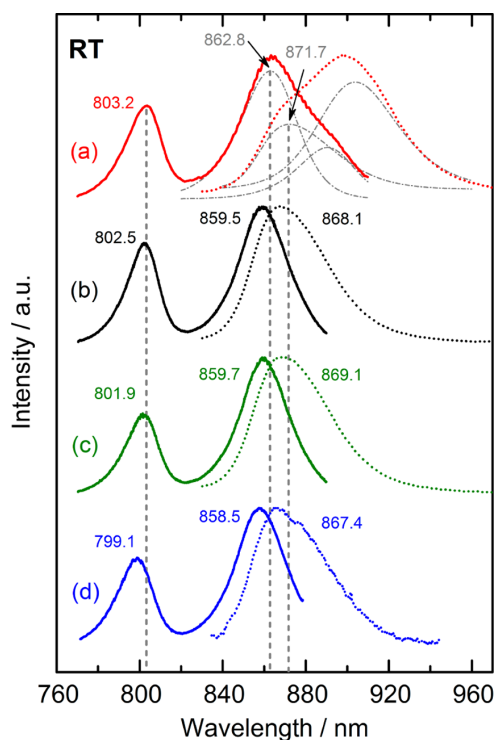 RT
862.8
871.7
803.2
(a)
859.5 868.1
802.5
(b)
859.7 869.1
801.9
(c)
858.5 867.4
799.1
(d)
Intensity / a.u.
760 800 840 880 920 960
Wavelength / nm